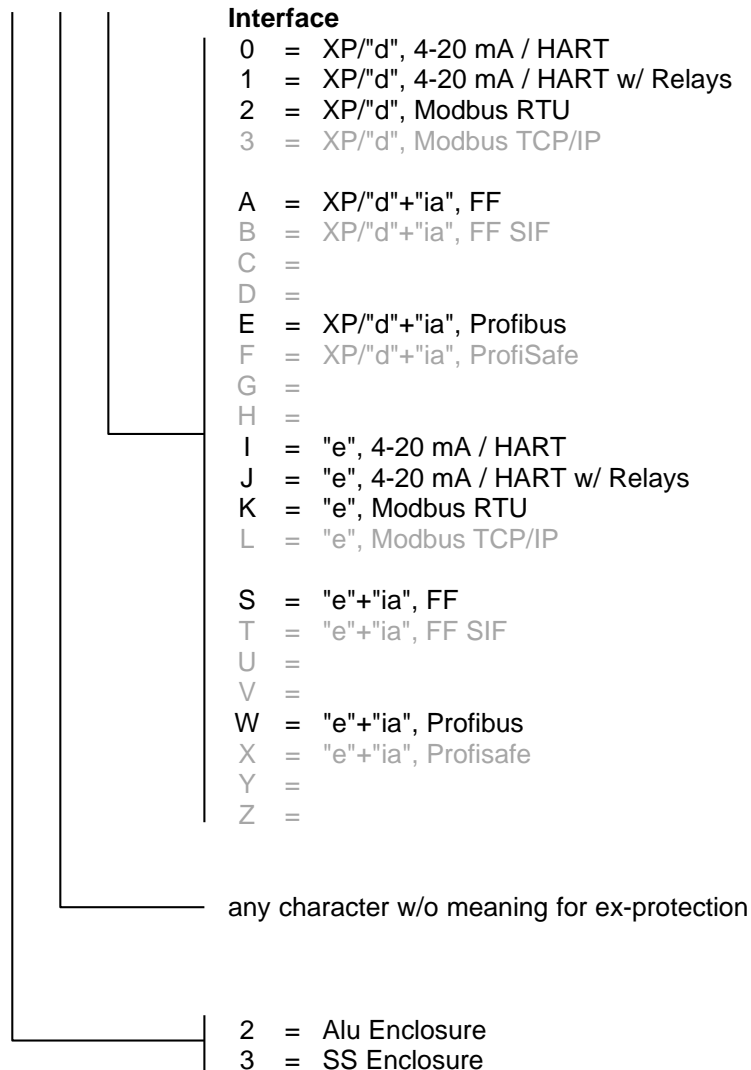 Interface
0 = XP/"d", 4-20 mA / HART
1 = XP/"d", 4-20 mA / HART w/ Relays
2 = XP/"d", Modbus RTU
3 = XP/"d", Modbus TCP/IP
A = XP/"d"+"ia", FF
B = XP/"d"+"ia", FF SIF
C =
D =
E = XP/"d"+"ia", Profibus
F = XP/"d"+"ia", ProfiSafe
G =
H =
I = "e", 4-20 mA / HART
J = "e", 4-20 mA / HART w/ Relays
K = "e", Modbus RTU
L = "e", Modbus TCP/IP
S = "e"+"ia", FF
T = "e"+"ia", FF SIF
U =
V =
W = "e"+"ia", Profibus
X = "e"+"ia", Profisafe
Y =
Z =
any character w/o meaning for ex-protection
2 = Alu Enclosure
3 = SS Enclosure